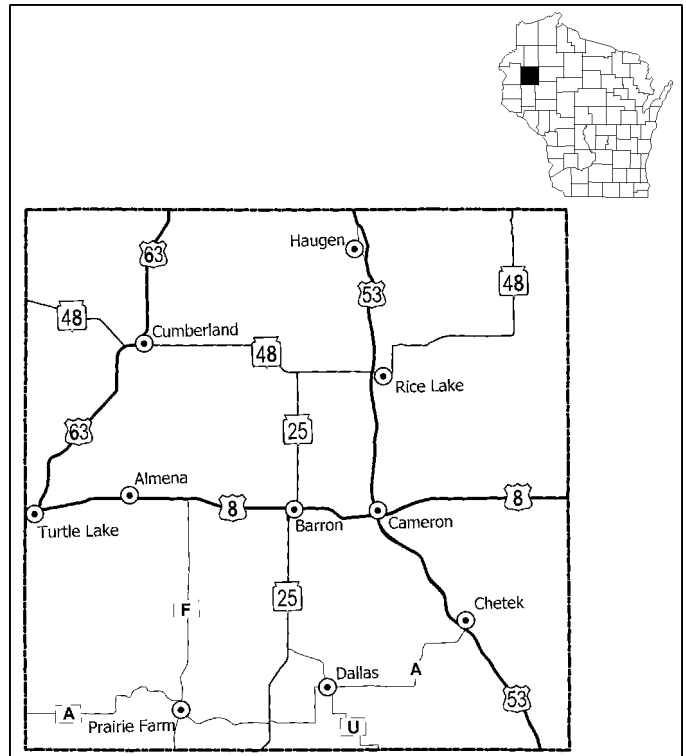 63
Haugen
53
48
48
Cumberland
48
Rice Lake
63
25
Almena
8
8
Turtle Lake
Barron
Cameron
25
F
Chetek
A
Dallas
A
53
Prairie Farm
U